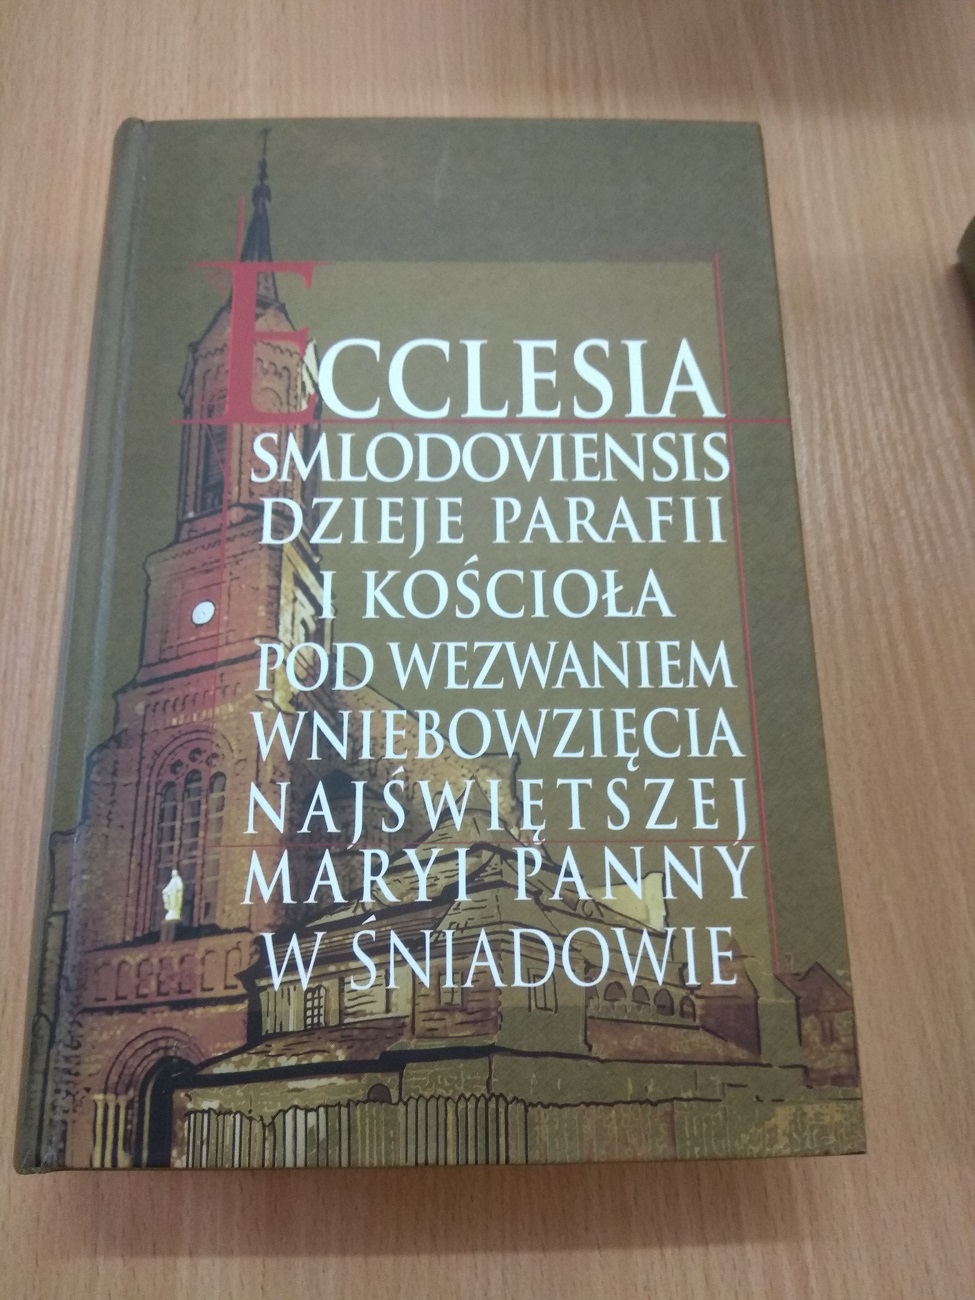 ECCLESIA
SMLODOVIENSIS
DZIEJE PARAFII
I KOŚCIOŁA
POD WEZWANIEM
WNIEBOWZIĘCIA
NAJŚWIĘTSZEJ
MARYI PANNY
W ŚNIADOWIE